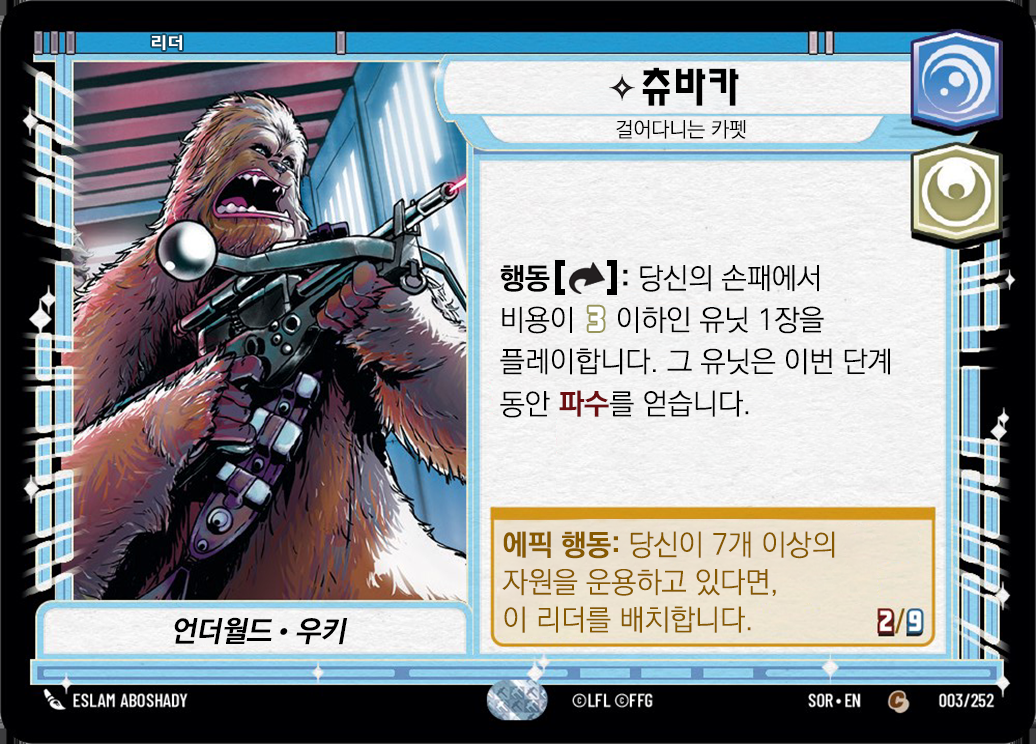 리더
츄바카
걸어다니는 카펫
행동[]: 당신의 손패에서
비용이 3 이하인 유닛 1장을
플레이합니다. 그 유닛은 이번 단계
동안 파수를 얻습니다.
에픽 행동: 당신이 7개 이상의
자원을 운용하고 있다면,
이 리더를 배치합니다.
2/9
언더월드 • 우키
ESLAM ABOSHADY
©LFL ©FFG
SOR • EN
C
003/252